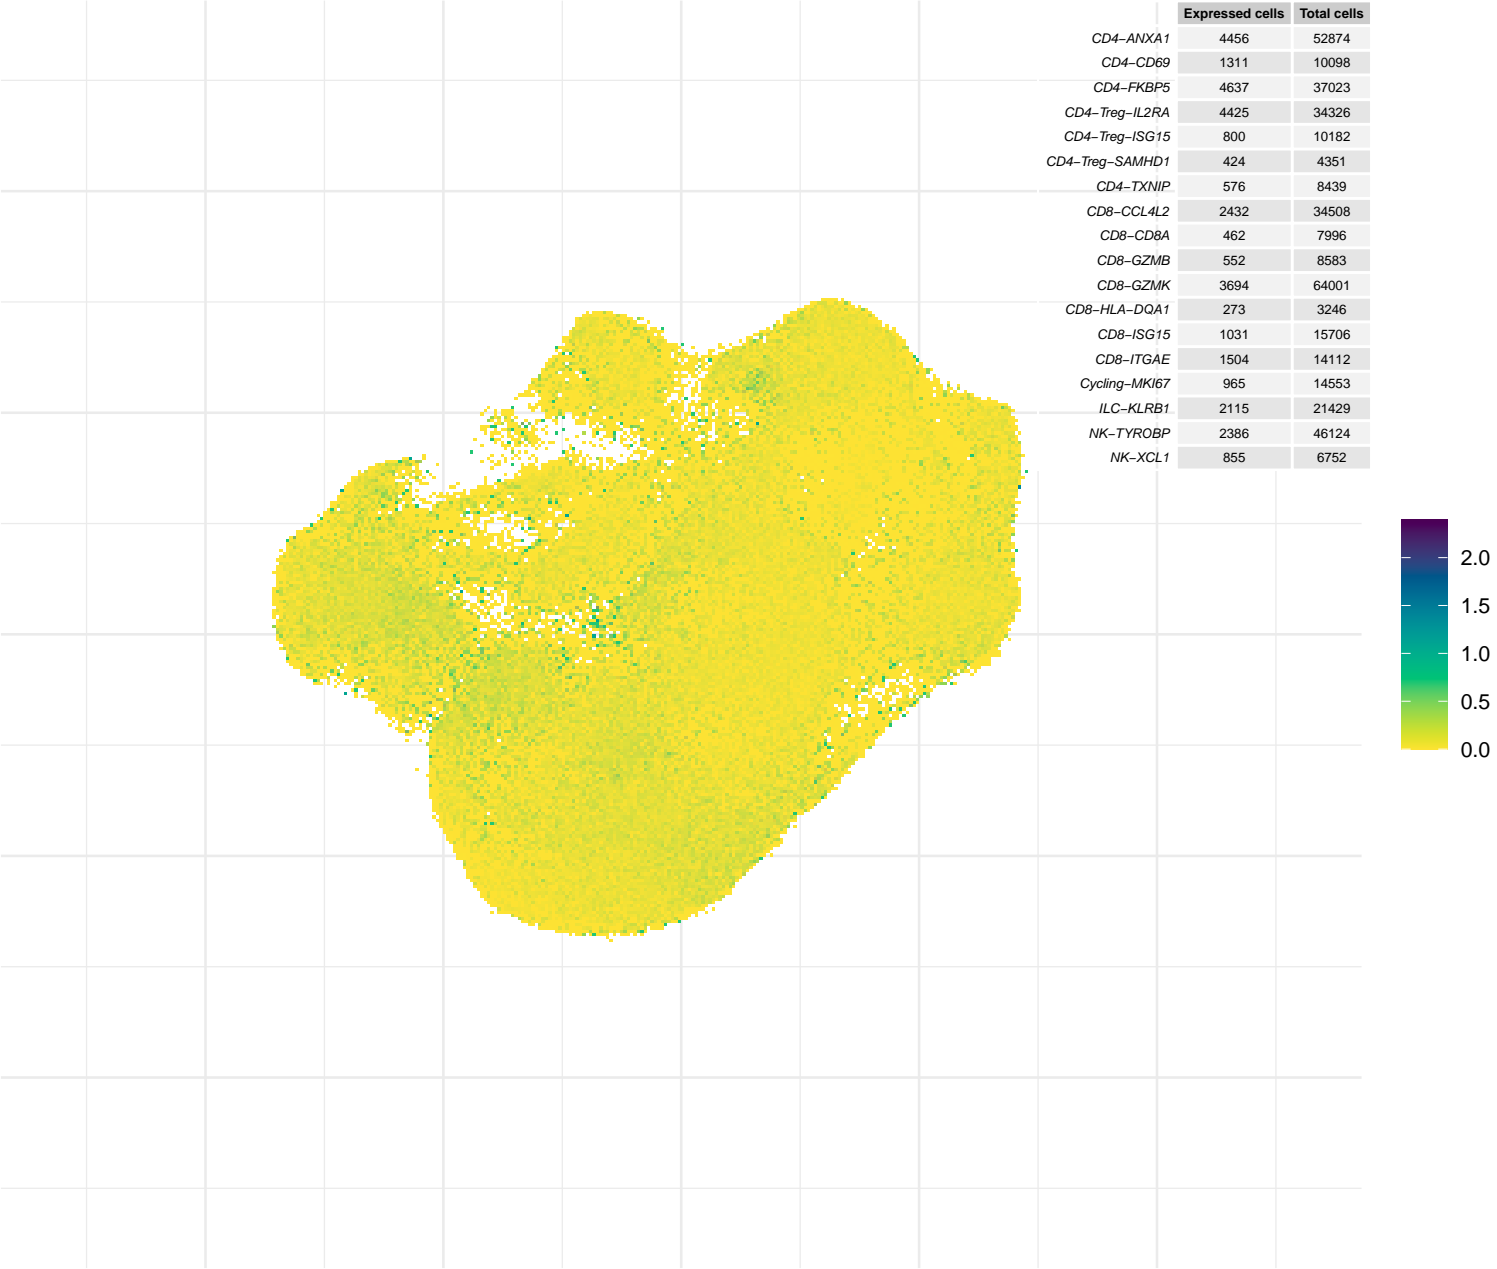 Expressed cells Total cells
CD4−ANXA1 4456 52874
CD4−CD69 1311 10098
CD4−FKBP5 4637 37023
CD4−Treg−IL2RA 4425 34326
CD4−Treg−ISG15 800 10182
CD4−Treg−SAMHD1 424 4351
CD4−TXNIP 576 8439
CD8−CCL4L2 2432 34508
CD8−CD8A 462 7996
CD8−GZMB 552 8583
CD8−GZMK 3694 64001
CD8−HLA−DQA1 273 3246
CD8−ISG15 1031 15706
CD8−ITGAE 1504 14112
Cycling−MKI67 965 14553
ILC−KLRB1 2115 21429
NK−TYROBP 2386 46124
NK−XCL1 855 6752
2.0
1.5
1.0
0.5
0.0